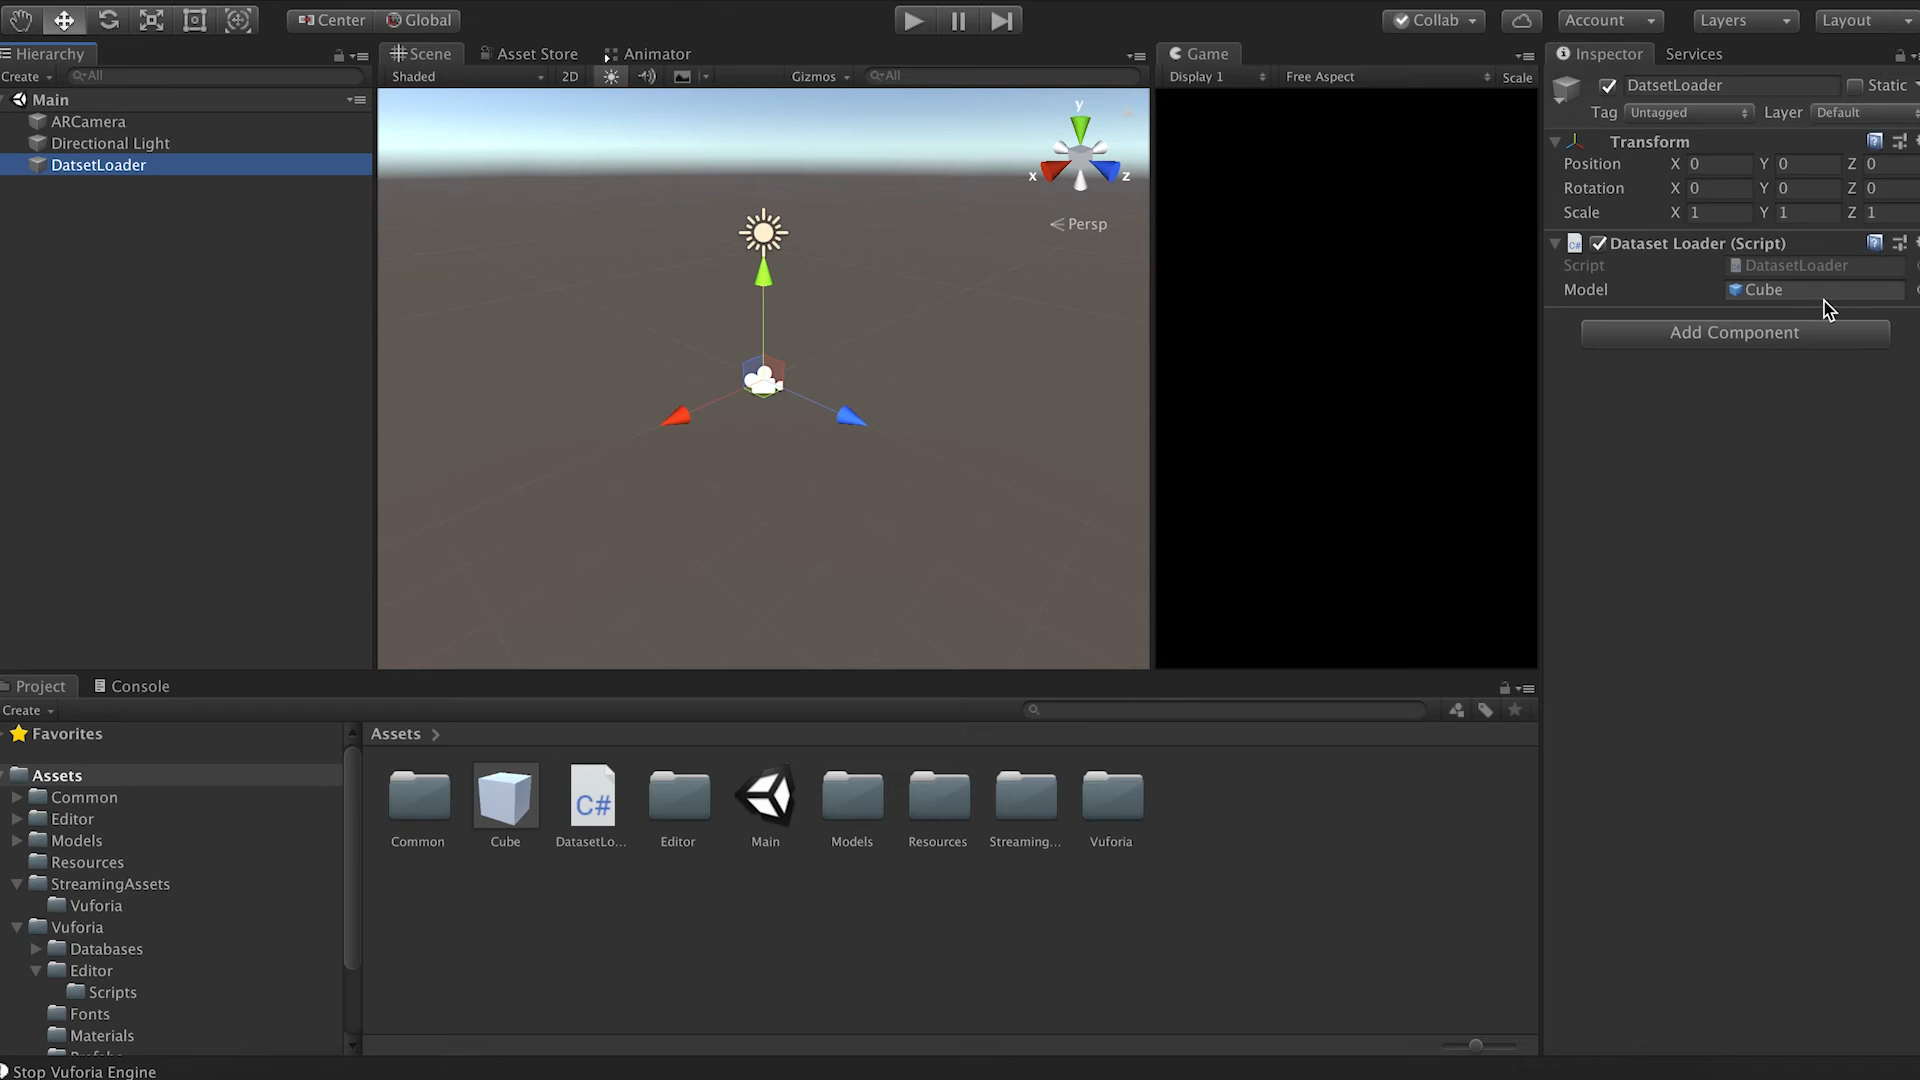 Center Global Collab Account Layers Layout
Hierarchy Scene Asset Store Animator Game Inspector Services
Create All Shaded 2D Gizmos All Display 1 Free Aspect Scale
Main
ARCamera
Directional Light
DatsetLoader
y
x z
Persp
DatsetLoader Static
Tag Untagged Layer Default
Transform
Position X 0 Y 0 Z 0
Rotation X 0 Y 0 Z 0
Scale X 1 Y 1 Z 1
C# Dataset Loader (Script)
Script DatasetLoader
Model Cube
Add Component
Project Console
Create
Favorites
Assets
Common
Editor
Models
Resources
StreamingAssets
Vuforia
Vuforia
Databases
Editor
Scripts
Fonts
Materials
Assets
C#
Common Cube DatasetLo... Editor Main Models Resources Streaming... Vuforia
Stop Vuforia Engine